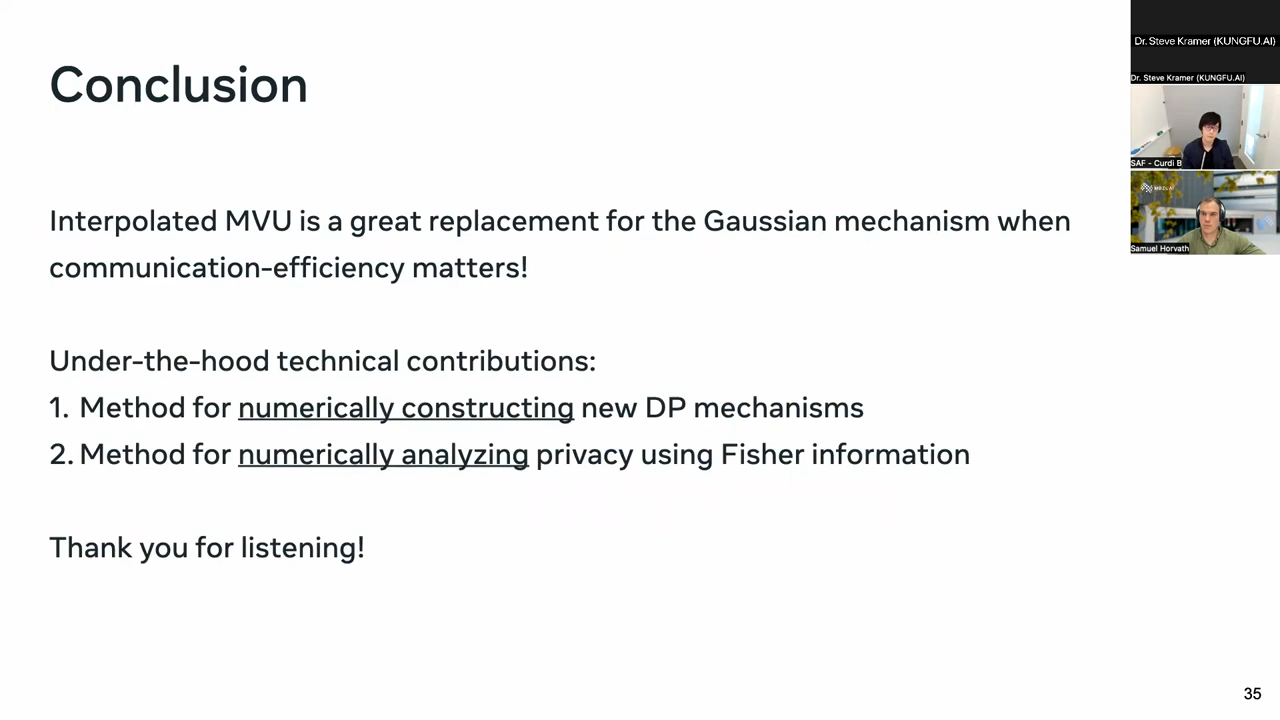 Conclusion
Interpolated MVU is a great replacement for the Gaussian mechanism when
communication-efficiency matters!
Under-the-hood technical contributions:
1. Method for numerically constructing new DP mechanisms
2. Method for numerically analyzing privacy using Fisher information
Thank you for listening!
35
Dr. Steve Kramer (KUNGFU.AI)
Dr. Steve Kramer (KUNGFU.AI)
SAF - Curdi B
MBZUAI
Samuel Horvath